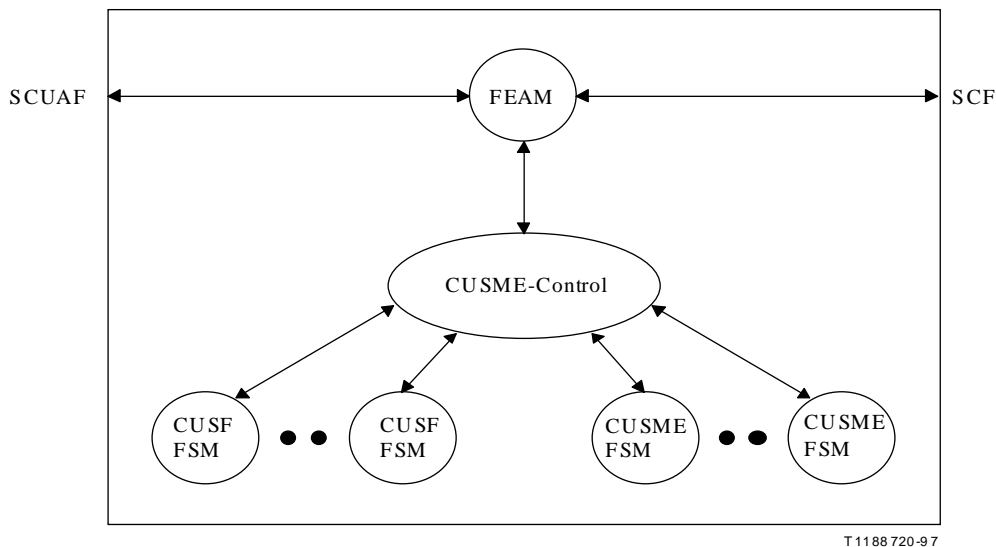 SCUAF
FEAM
SCF
CUSME-Control
CUSF
FSM
CUSF
FSM
CUSME
FSM
CUSME
FSM
T1188720-97